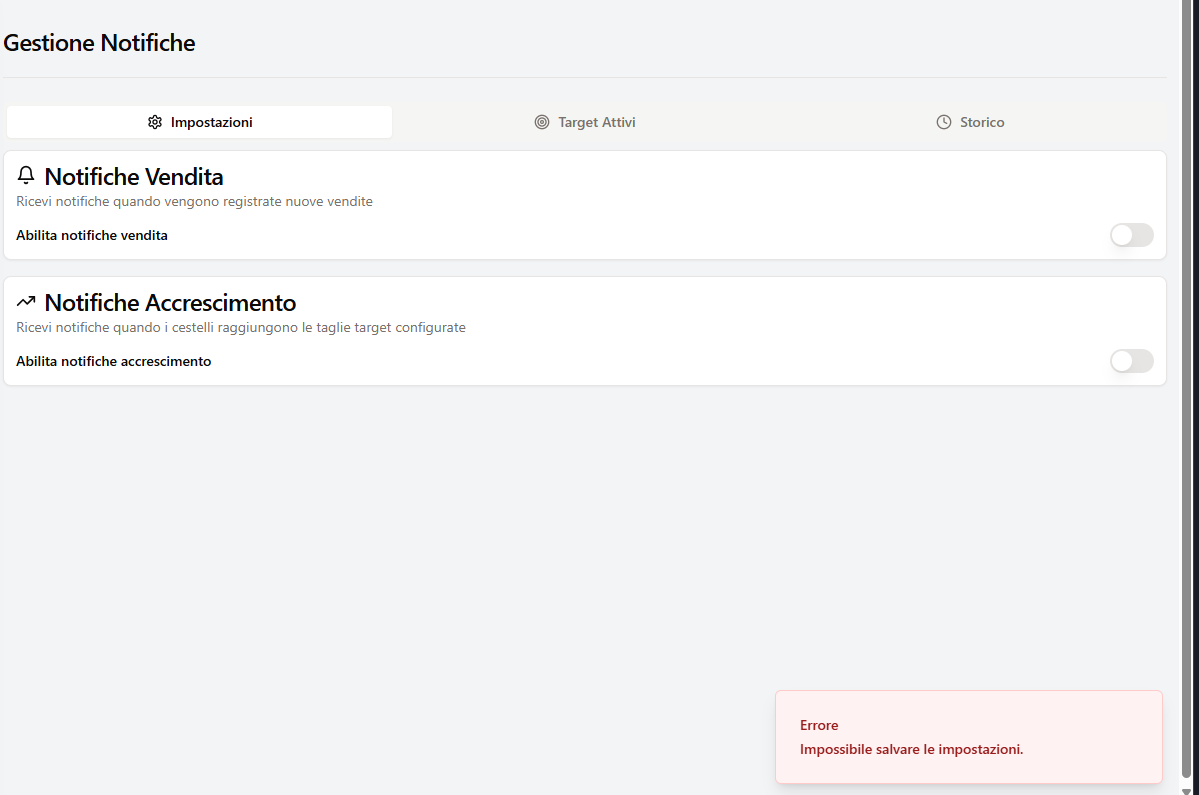 Gestione Notifiche
Impostazioni
Target Attivi
Storico
Notifiche Vendita
Ricevi notifiche quando vengono registrate nuove vendite
Abilita notifiche vendita
Notifiche Accrescimento
Ricevi notifiche quando i cestelli raggiungono le taglie target configurate
Abilita notifiche accrescimento
Errore
Impossibile salvare le impostazioni.